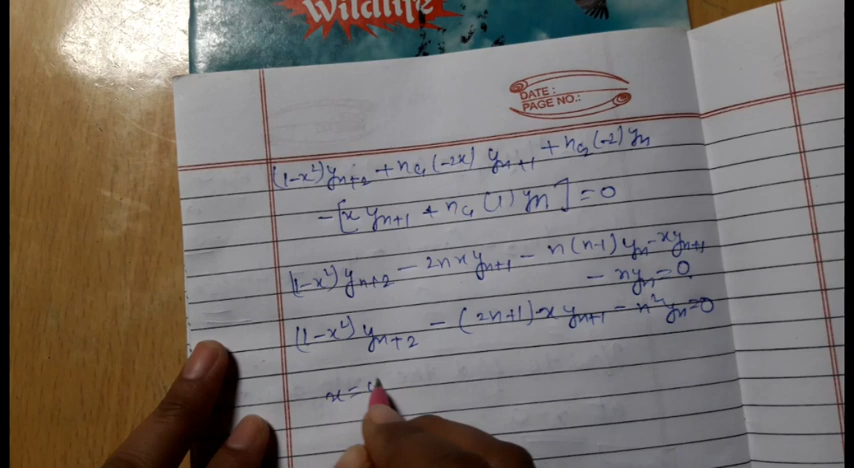 Wildlife
DATE :
PAGE NO.:
(1-x²)yₙ₊₂ + nc₁ (-2x) yₙ₊₁ + nc₂ (-2) yₙ
-[x yₙ₊₁ + nc₁ (1) yₙ] = 0
(1-x²) yₙ₊₂ - 2nx yₙ₊₁ - n(n-1) yₙ - xyₙ₊₁
- nyₙ = 0
(1-x²) yₙ₊₂ - (2n+1) x yₙ₊₁ - n² yₙ = 0
x =